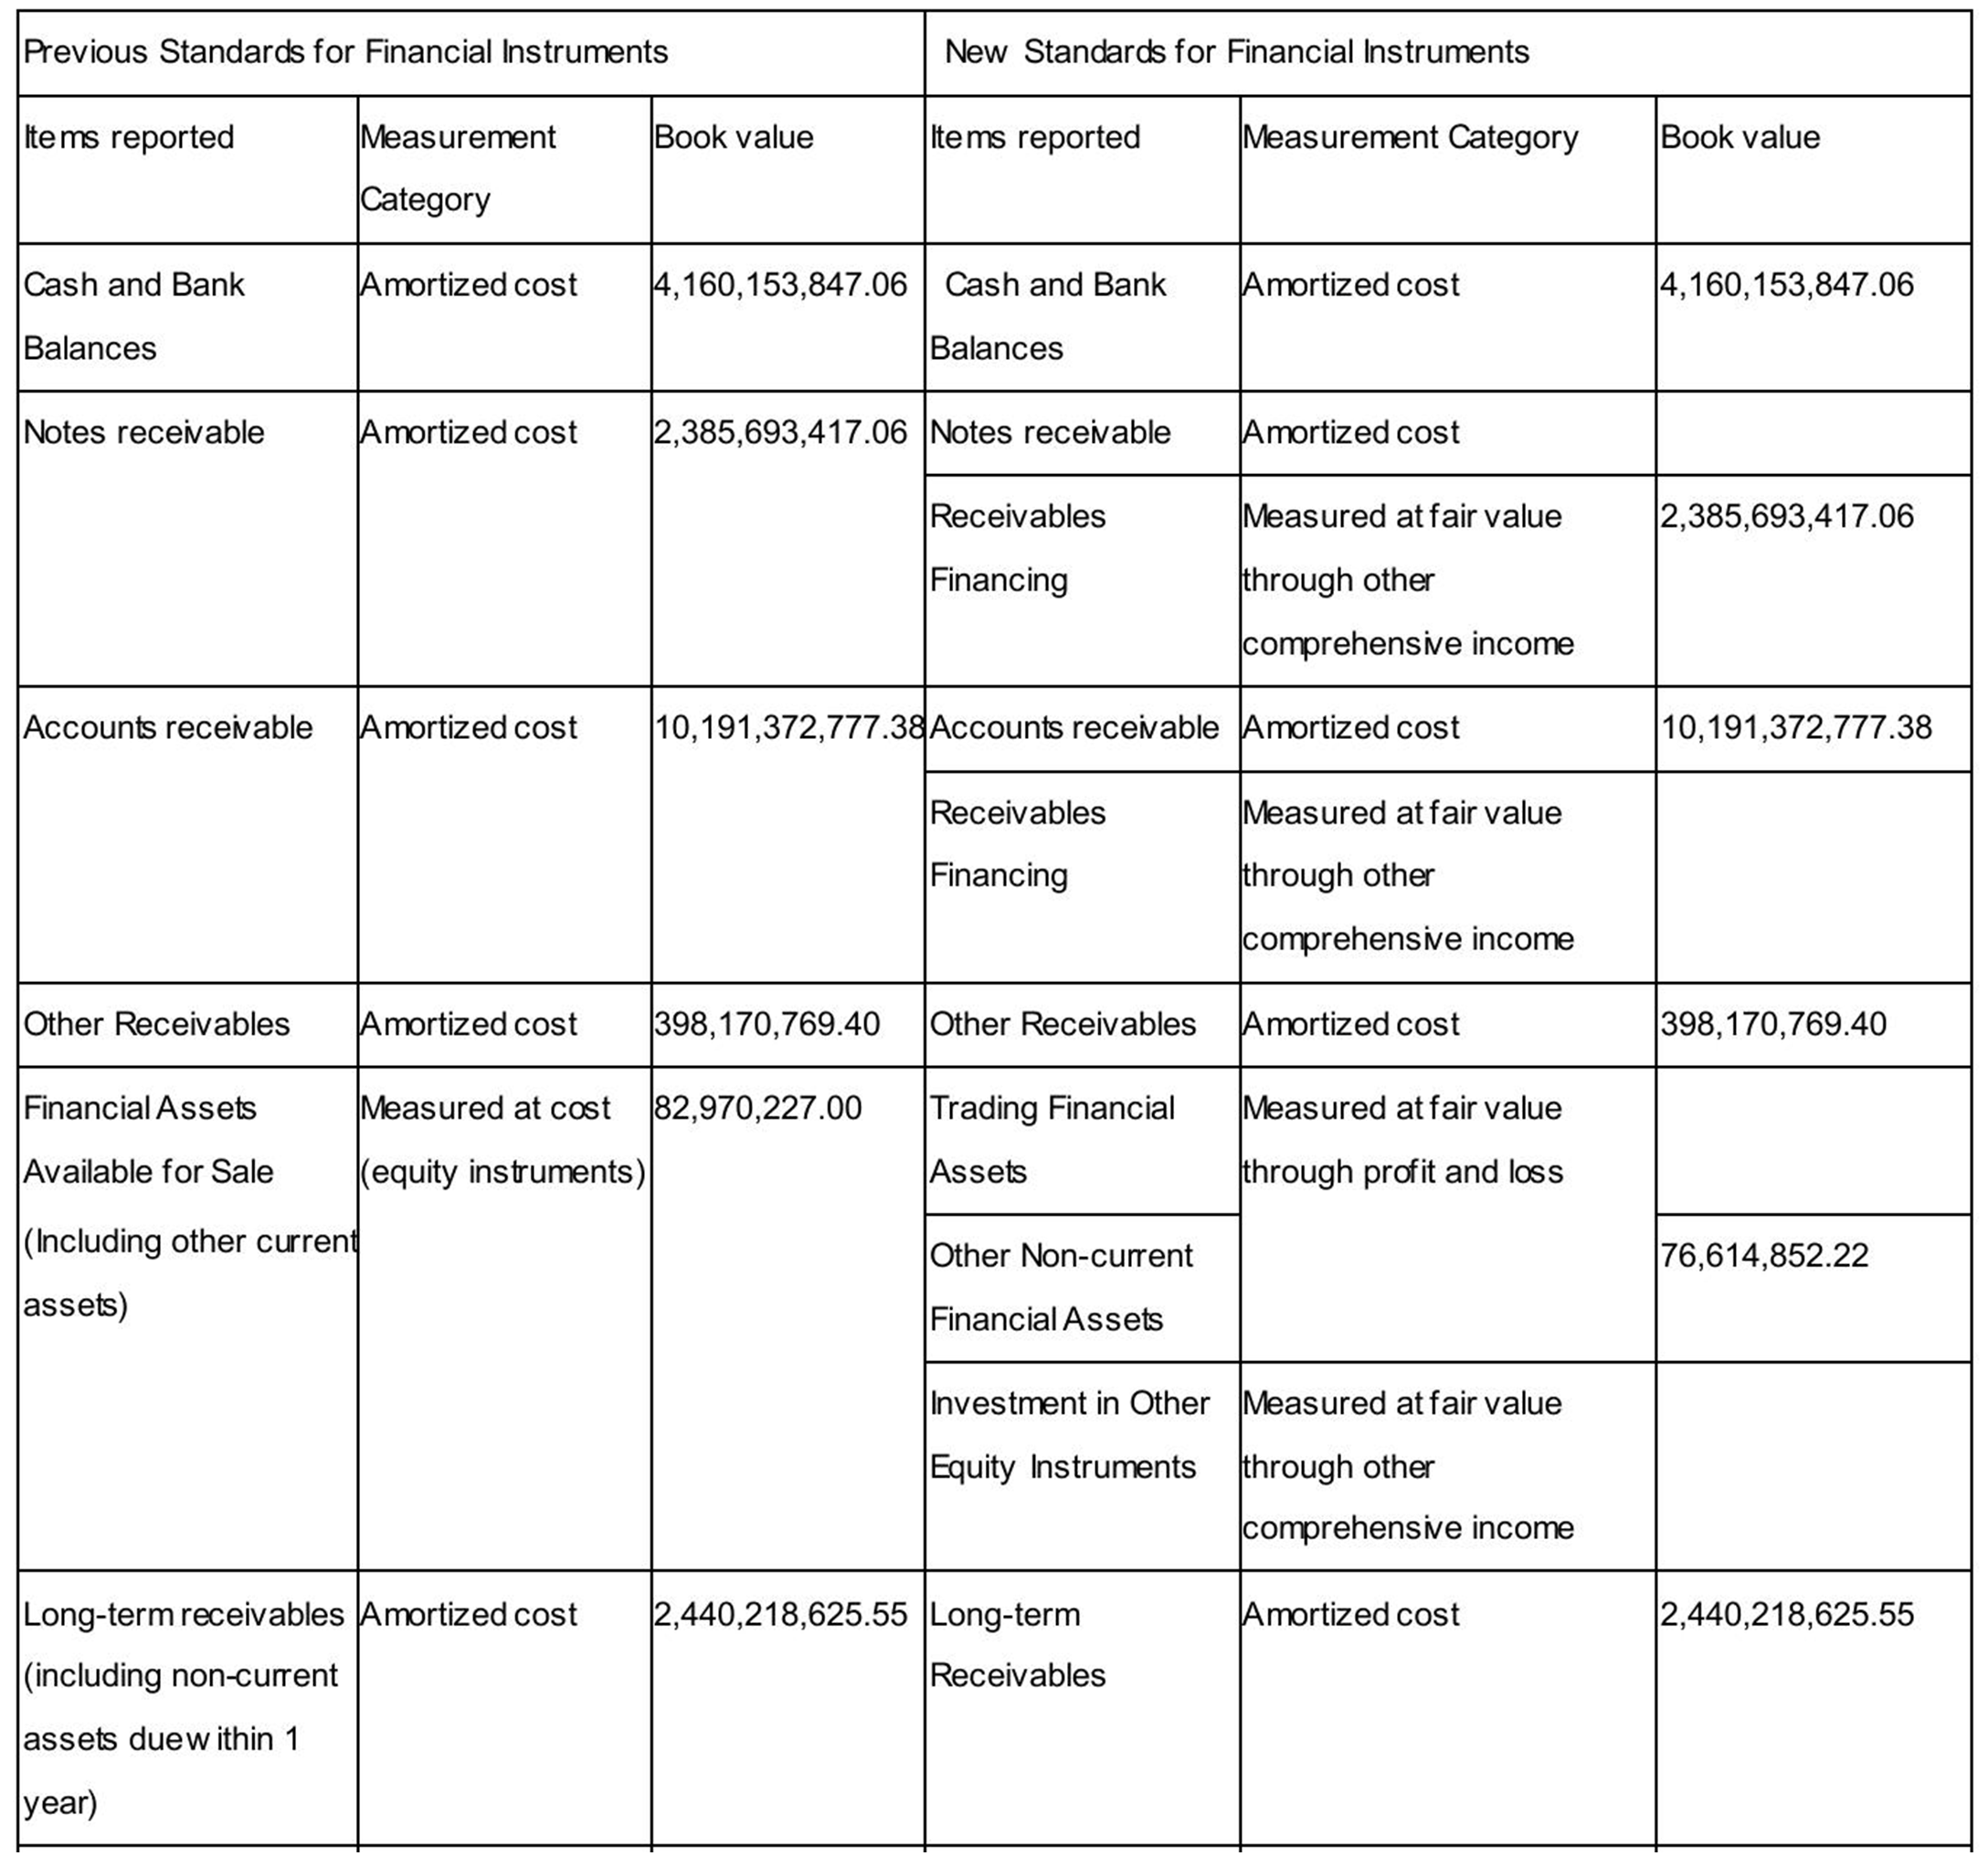 Previous Standards for Financial Instruments
New Standards for Financial Instruments
Items reported
Measurement
Category
Book value
Items reported
Measurement Category
Book value
Cash and Bank
Balances
Amortized cost
4,160,153,847.06
Cash and Bank
Balances
Amortized cost
4,160,153,847.06
Notes receivable
Amortized cost
2,385,693,417.06
Notes receivable
Amortized cost
Receivables
Financing
Measured at fair value
through other
comprehensive income
2,385,693,417.06
Accounts receivable
Amortized cost
10,191,372,777.38
Accounts receivable
Amortized cost
10,191,372,777.38
Receivables
Financing
Measured at fair value
through other
comprehensive income
Other Receivables
Amortized cost
398,170,769.40
Other Receivables
Amortized cost
398,170,769.40
Financial Assets
Available for Sale
(Including other current
assets)
Measured at cost
(equity instruments)
82,970,227.00
Trading Financial
Assets
Measured at fair value
through profit and loss
Other Non-current
Financial Assets
76,614,852.22
Investment in Other
Equity Instruments
Measured at fair value
through other
comprehensive income
Long-term receivables
(including non-current
assets due within 1
year)
Amortized cost
2,440,218,625.55
Long-term
Receivables
Amortized cost
2,440,218,625.55